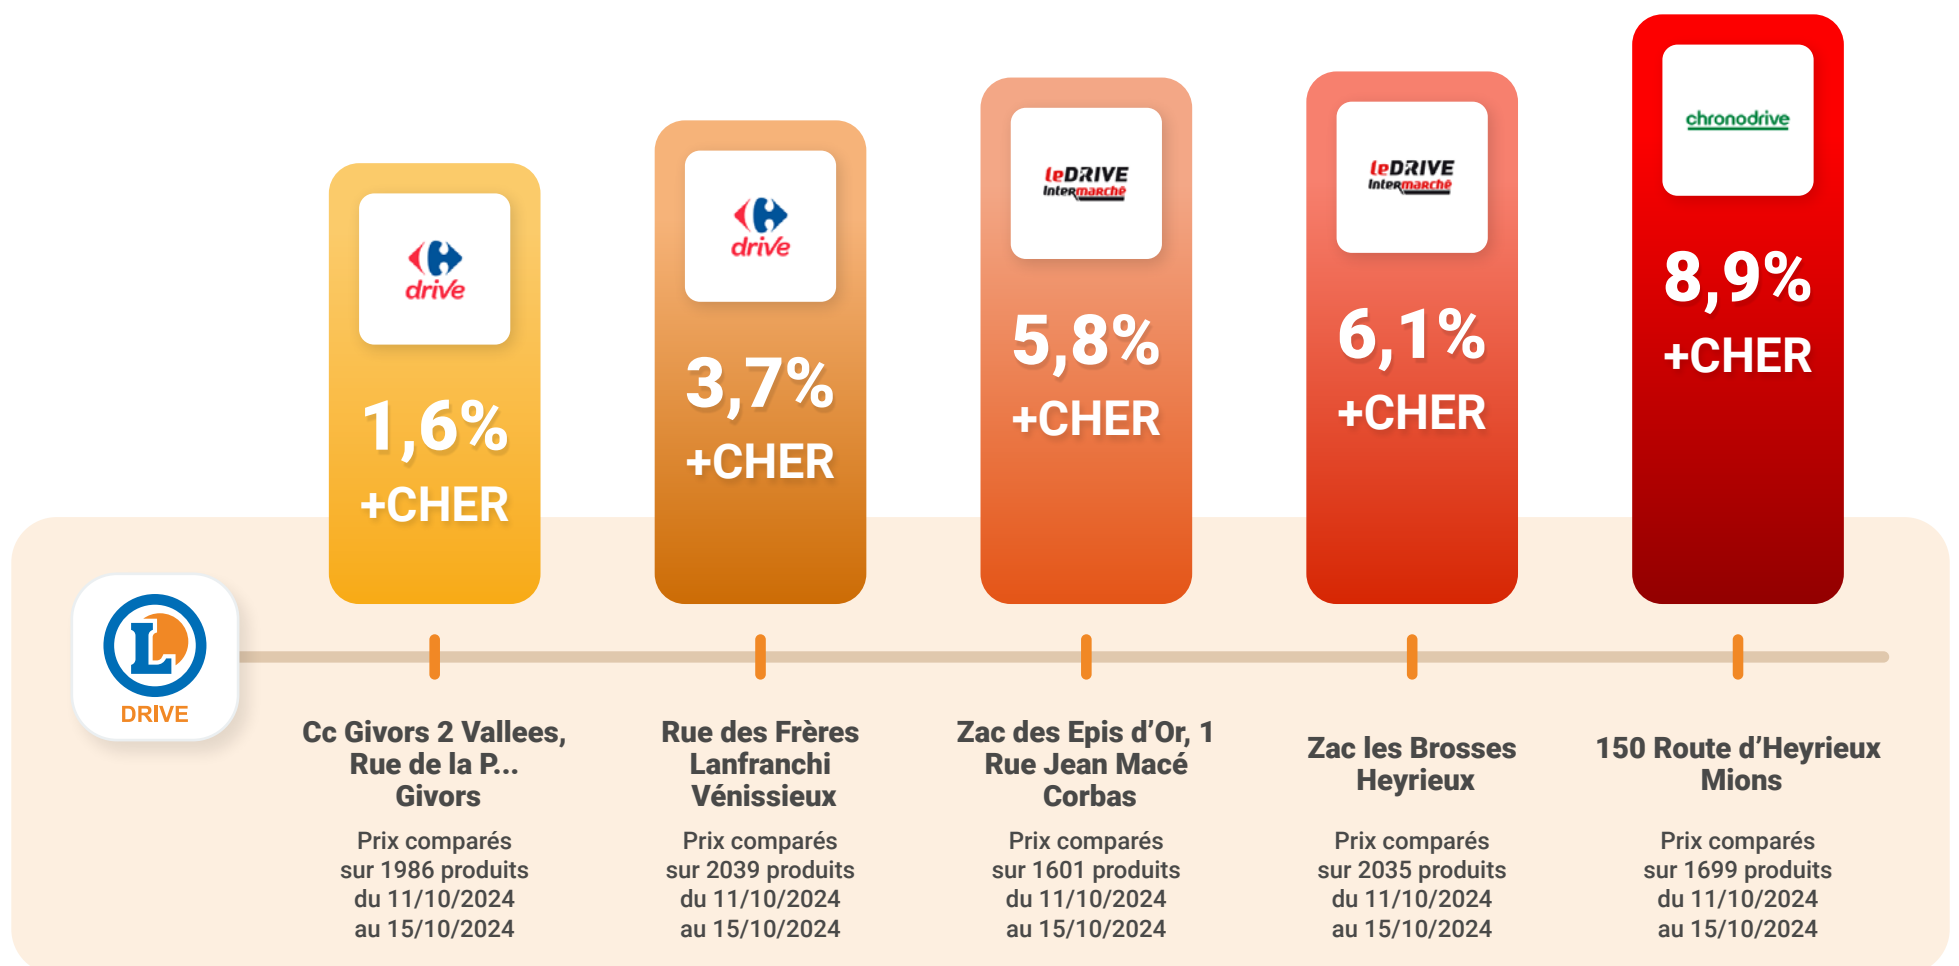 drive
1,6%
+CHER
drive
3,7%
+CHER
leDRIVE
Intermarché
5,8%
+CHER
leDRIVE
Intermarché
6,1%
+CHER
chronodrive
8,9%
+CHER
L
DRIVE
Cc Givors 2 Vallees,
Rue de la P...
Givors
Prix comparés
sur 1986 produits
du 11/10/2024
au 15/10/2024
Rue des Frères
Lanfranchi
Vénissieux
Prix comparés
sur 2039 produits
du 11/10/2024
au 15/10/2024
Zac des Epis d’Or, 1
Rue Jean Macé
Corbas
Prix comparés
sur 1601 produits
du 11/10/2024
au 15/10/2024
Zac les Brosses
Heyrieux
Prix comparés
sur 2035 produits
du 11/10/2024
au 15/10/2024
150 Route d’Heyrieux
Mions
Prix comparés
sur 1699 produits
du 11/10/2024
au 15/10/2024